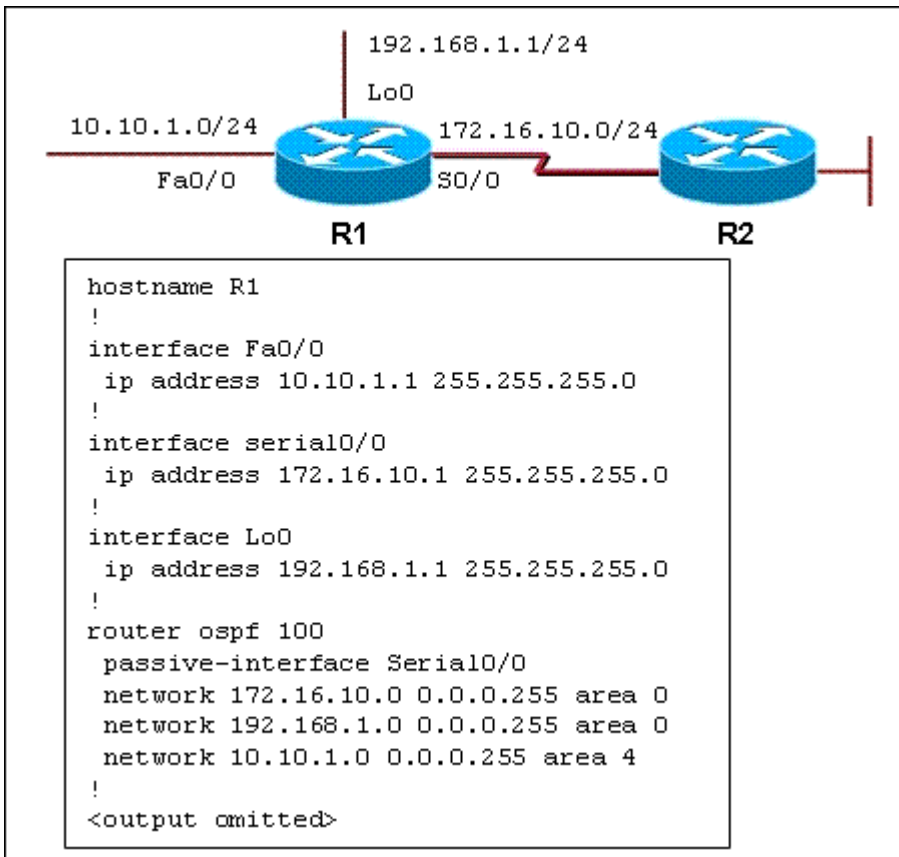 192.168.1.1/24
Lo0
10.10.1.0/24
172.16.10.0/24
Fa0/0
S0/0
R1
R2
hostname R1
!
interface Fa0/0
ip address 10.10.1.1 255.255.255.0
!
interface serial0/0
ip address 172.16.10.1 255.255.255.0
!
interface Lo0
ip address 192.168.1.1 255.255.255.0
!
router ospf 100
passive-interface Serial0/0
network 172.16.10.0 0.0.0.255 area 0
network 192.168.1.0 0.0.0.255 area 0
network 10.10.1.0 0.0.0.255 area 4
!
<output omitted>